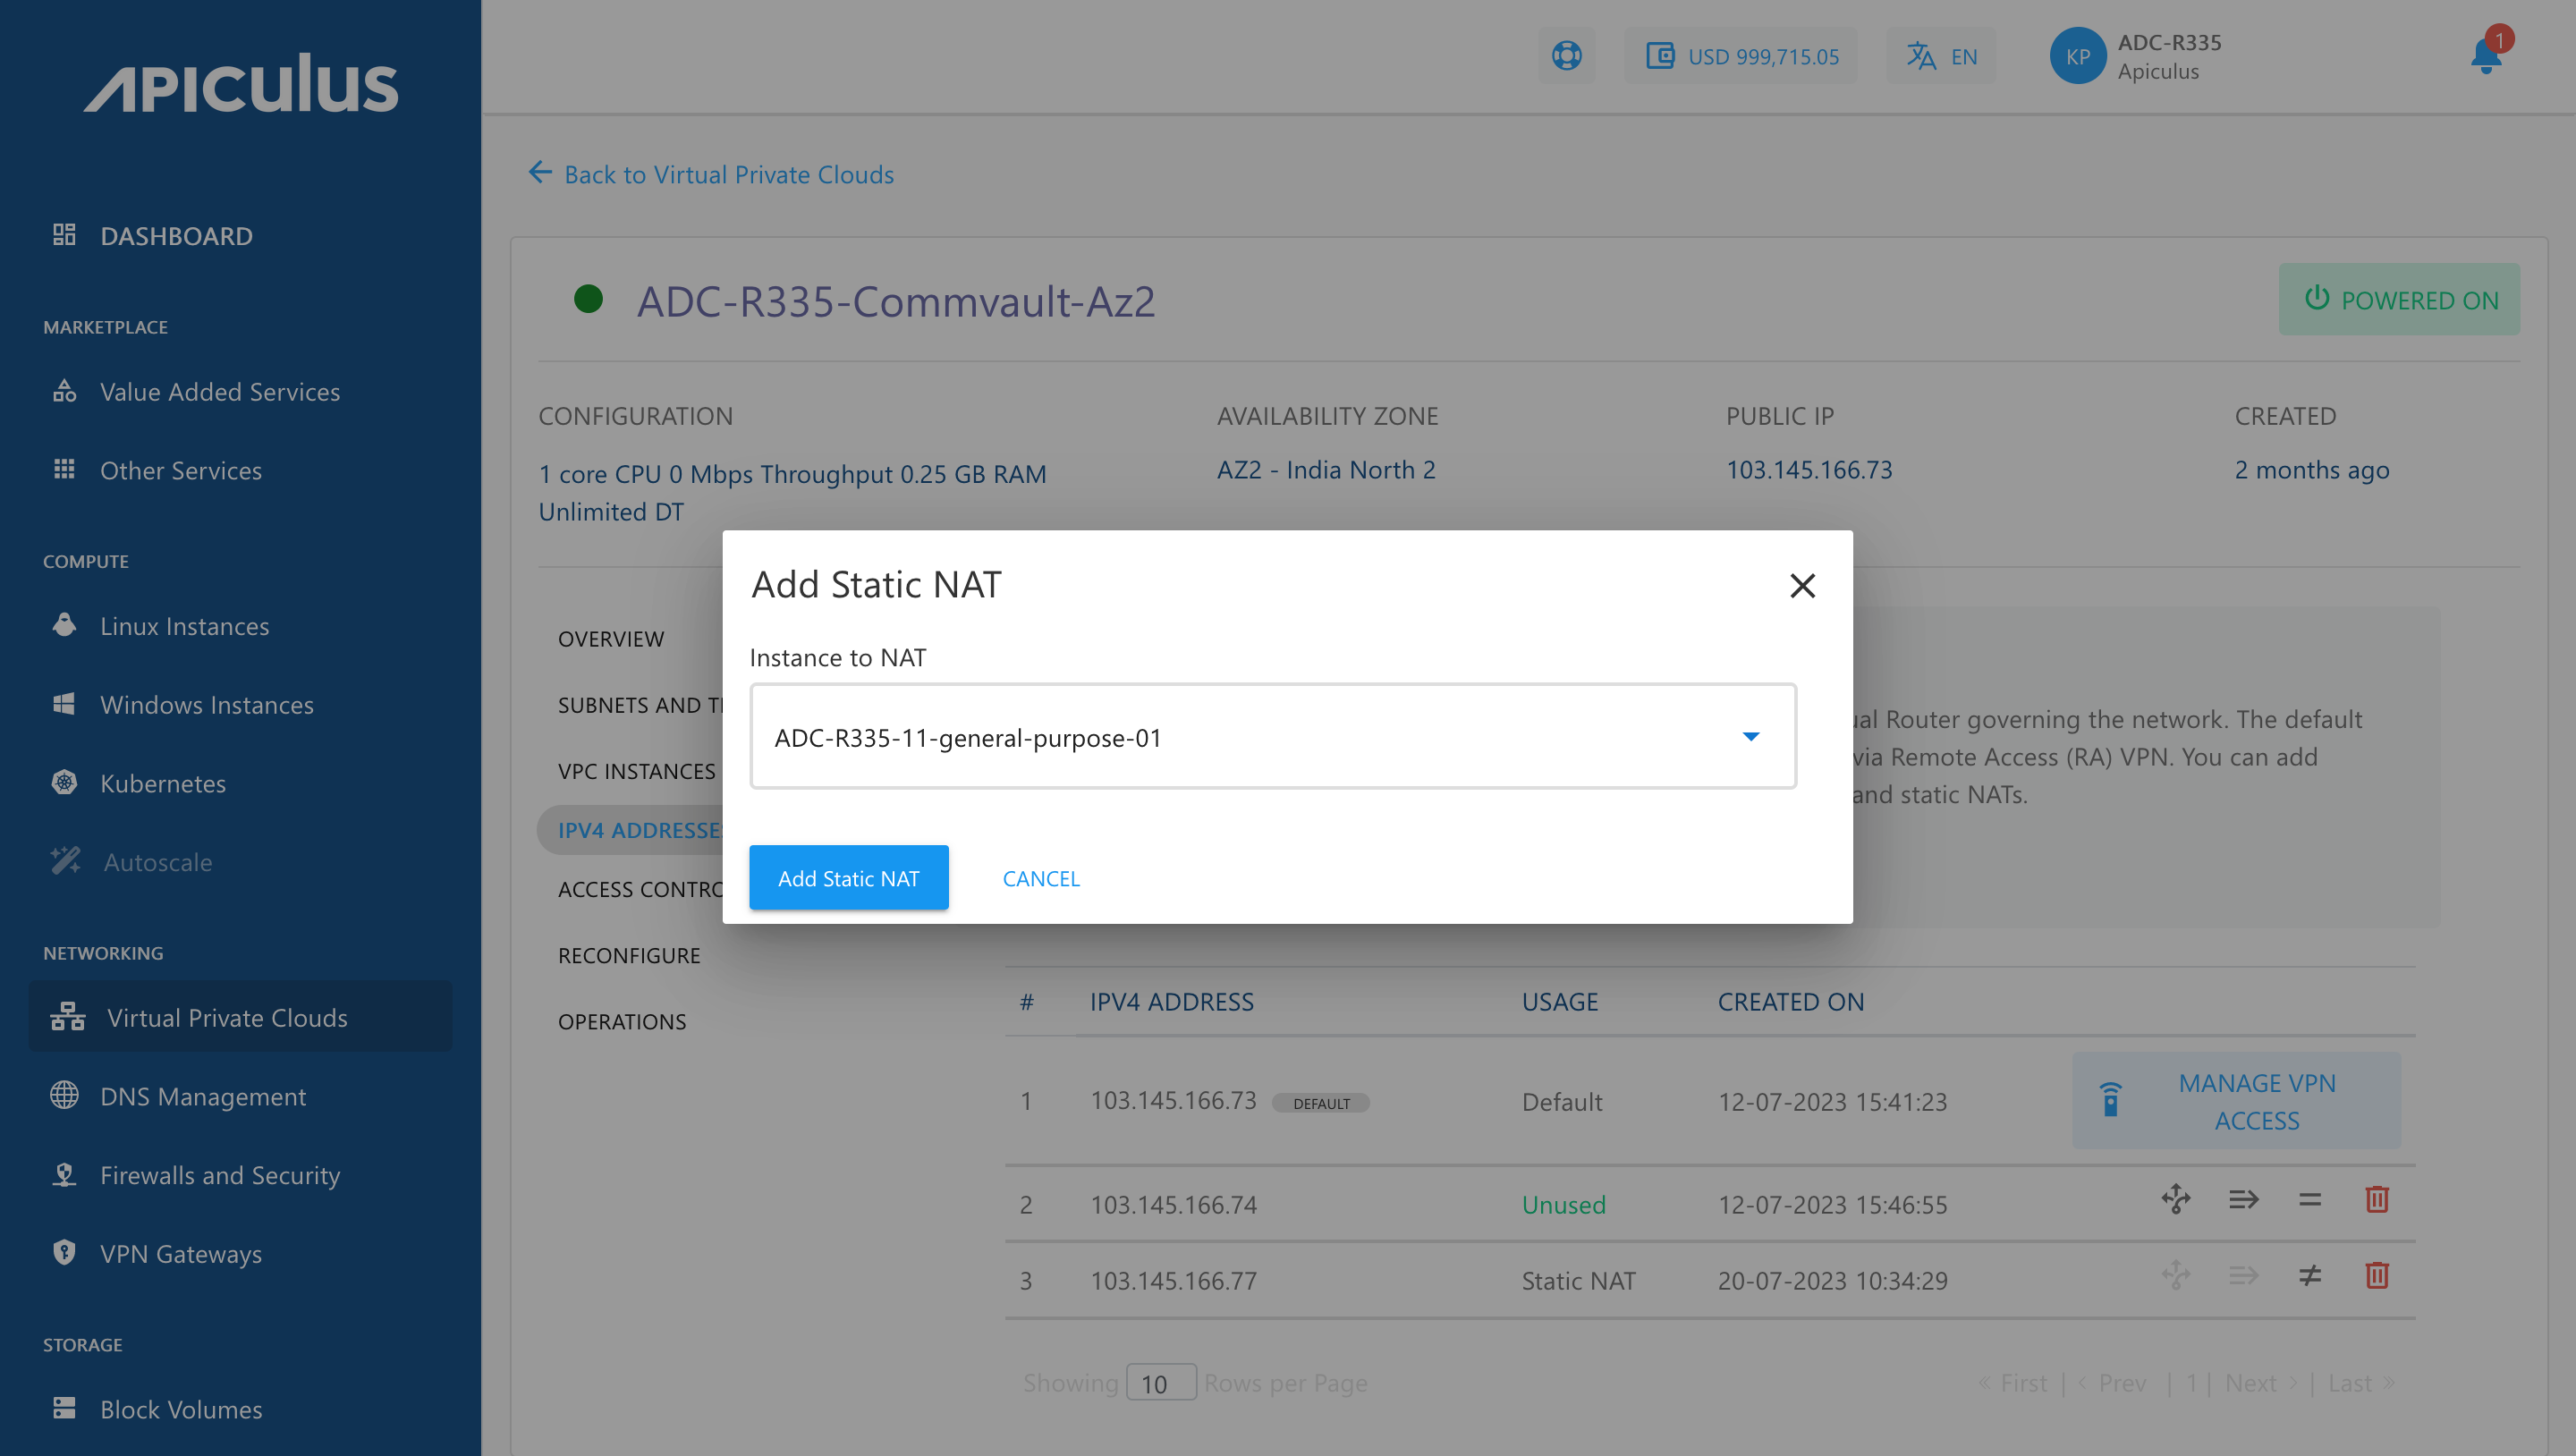 APICULUS
USD 999,715.05
EN
KP
ADC-R335
Apiculus
1
Back to Virtual Private Clouds
DASHBOARD
MARKETPLACE
Value Added Services
Other Services
COMPUTE
Linux Instances
Windows Instances
Kubernetes
Autoscale
NETWORKING
Virtual Private Clouds
DNS Management
Firewalls and Security
VPN Gateways
STORAGE
Block Volumes
ADC-R335-Commvault-Az2
POWERED ON
CONFIGURATION
AVAILABILITY ZONE
PUBLIC IP
CREATED
1 core CPU 0 Mbps Throughput 0.25 GB RAM
Unlimited DT
AZ2 - India North 2
103.145.166.73
2 months ago
OVERVIEW
SUBNETS AND
VPC INSTANCES
IPV4 ADDRESSES
ACCESS CONTRO
RECONFIGURE
OPERATIONS
Add Static NAT
Instance to NAT
ADC-R335-11-general-purpose-01
Add Static NAT
CANCEL
Router governing the network. The default
via Remote Access (RA) VPN. You can add
and static NATs.
# IPV4 ADDRESS USAGE CREATED ON
1 103.145.166.73 DEFAULT Default 12-07-2023 15:41:23 MANAGE VPN
ACCESS
2 103.145.166.74 Unused 12-07-2023 15:46:55
3 103.145.166.77 Static NAT 20-07-2023 10:34:29
Showing 10 Rows per Page
« First | ‹ Prev | 1 | Next › | Last »